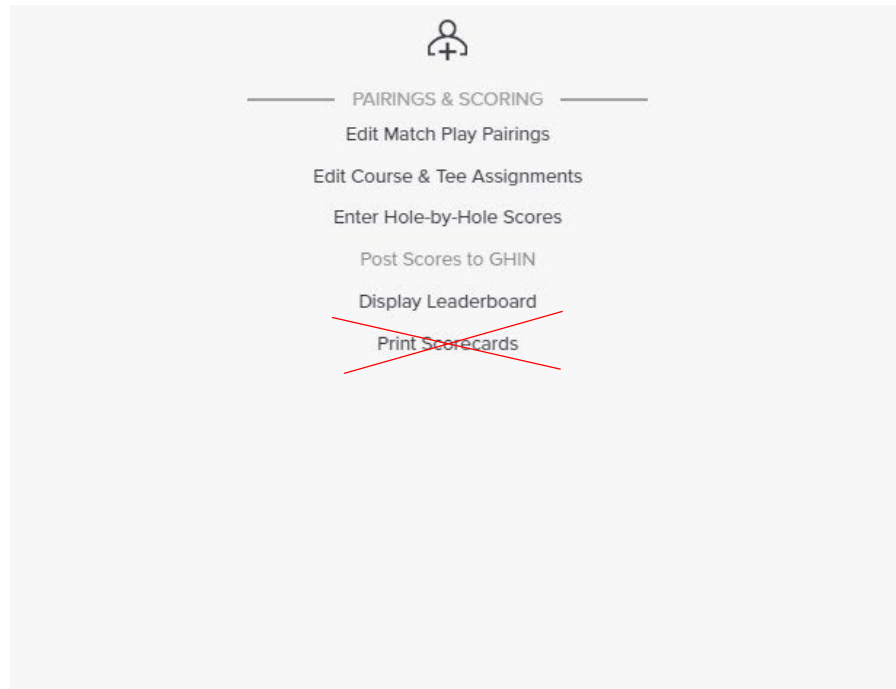 PAIRINGS & SCORING
Edit Match Play Pairings
Edit Course & Tee Assignments
Enter Hole-by-Hole Scores
Post Scores to GHIN
Display Leaderboard
Print Scorecards